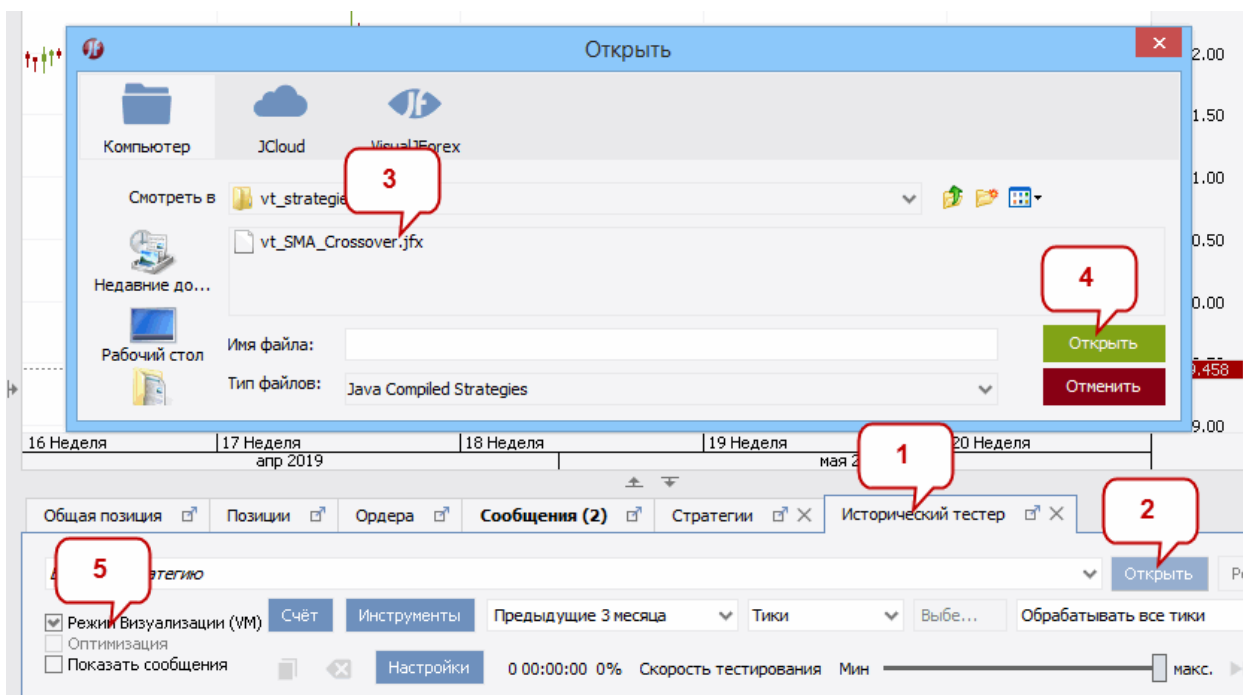 Открыть
2.00
1.50
Компьютер JCloud VisualJForex
1.00
3
Смотреть в
vt_SMA_Crossover.jfx
0.50
Недавние до...
4
0.00
Рабочий стол
Имя файла:
Открыть
.458
Тип файлов: Java Compiled Strategies
Отменить
9.00
16 Неделя 17 Неделя 18 Неделя 19 Неделя 20 Неделя
апр 2019
1
Общая позиция Позиции Ордера Сообщения (2) Стратегии Исторический тестер
2
5
Открыть
Режим Визуализации (VM) Счёт Инструменты Предыдущие 3 месяца Тики Выбе... Обрабатывать все тики
Оптимизация
Показать сообщения Настройки 0 00:00:00 0% Скорость тестирования Мин макс.